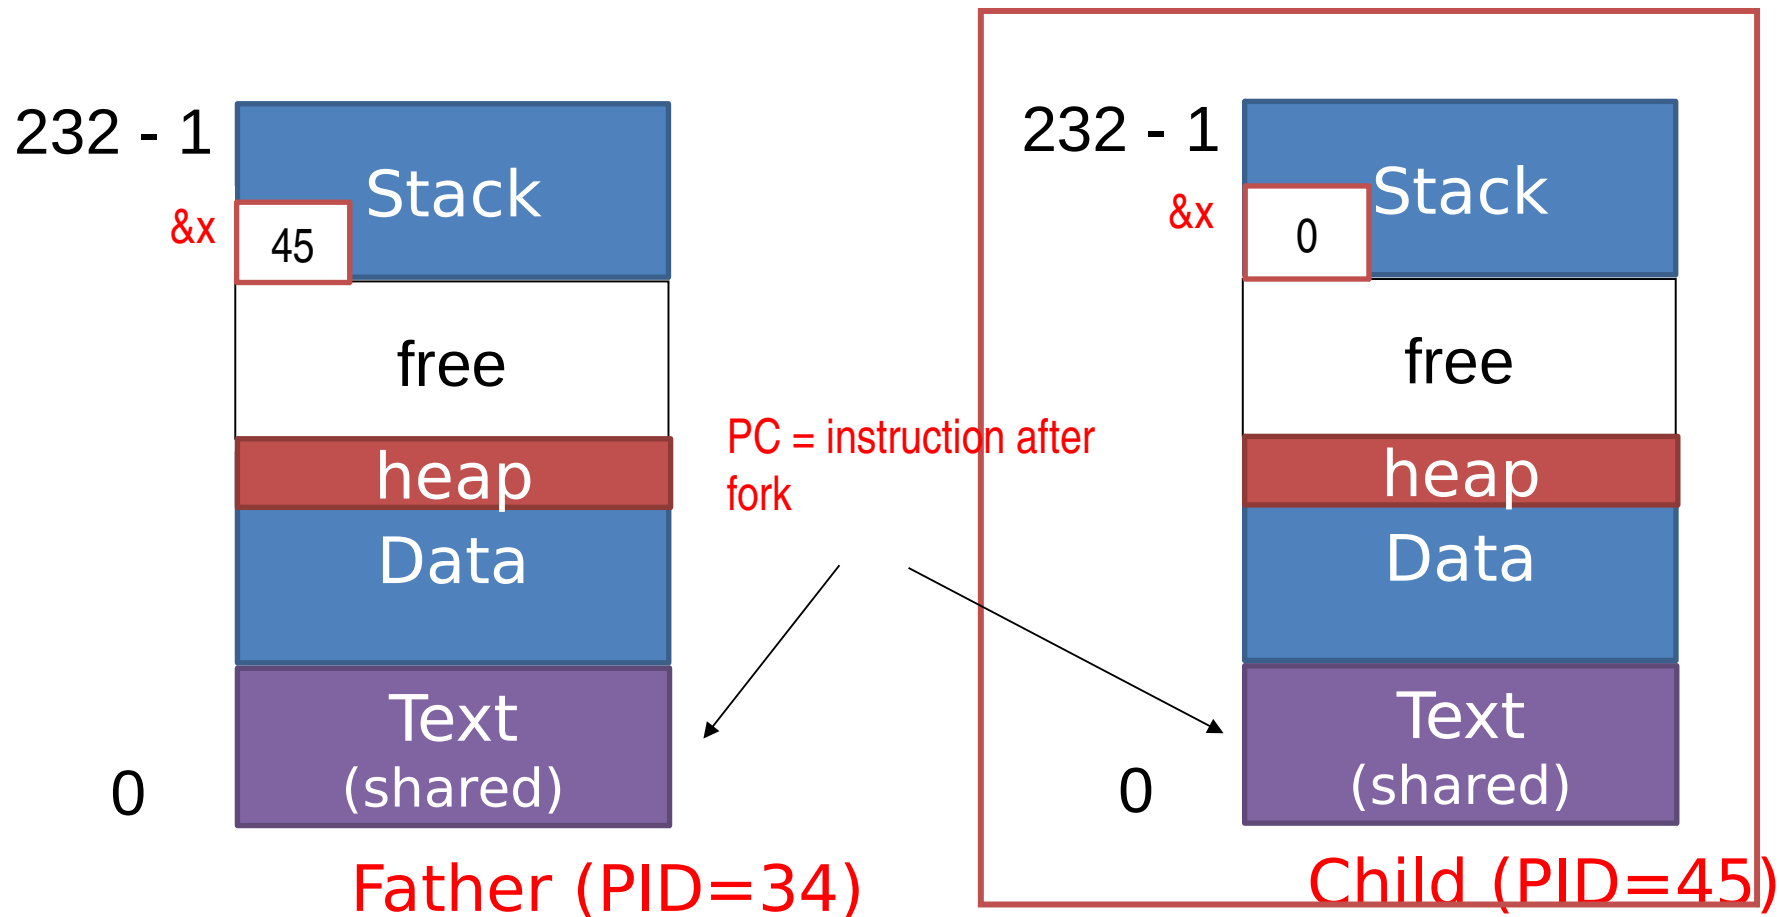 232 - 1
Stack
&x
45
free
heap
Data
Text
(shared)
0
Father (PID=34)
PC = instruction after
fork
232 - 1
Stack
&x
0
free
heap
Data
Text
(shared)
0
Child (PID=45)